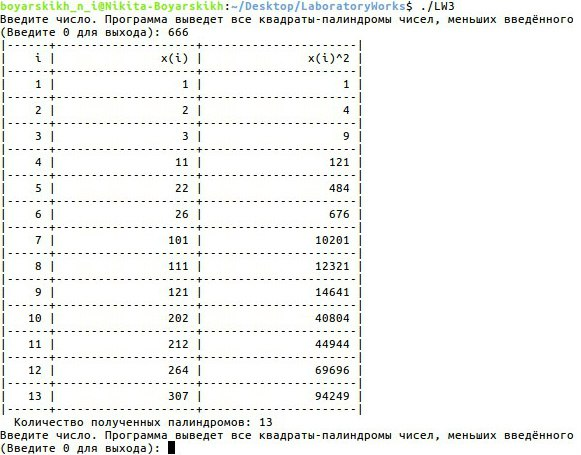 boyarskikh_n_i@Nikita-Boyarskikh:~/Desktop/LaboratoryWorks$ ./LW3
Введите число. Программа выведет все квадраты-палиндромы чисел, меньших введённого
(Введите 0 для выхода): 666
|------+------------------+--------------------|
|    i |             x(i) |             x(i)^2 |
|------+------------------+--------------------|
|    1 |                1 |                  1 |
|------+------------------+--------------------|
|    2 |                2 |                  4 |
|------+------------------+--------------------|
|    3 |                3 |                  9 |
|------+------------------+--------------------|
|    4 |               11 |                121 |
|------+------------------+--------------------|
|    5 |               22 |                484 |
|------+------------------+--------------------|
|    6 |               26 |                676 |
|------+------------------+--------------------|
|    7 |              101 |              10201 |
|------+------------------+--------------------|
|    8 |              111 |              12321 |
|------+------------------+--------------------|
|    9 |              121 |              14641 |
|------+------------------+--------------------|
|   10 |              202 |              40804 |
|------+------------------+--------------------|
|   11 |              212 |              44944 |
|------+------------------+--------------------|
|   12 |              264 |              69696 |
|------+------------------+--------------------|
|   13 |              307 |              94249 |
|------+------------------+--------------------|
Количество полученных палиндромов: 13
Введите число. Программа выведет все квадраты-палиндромы чисел, меньших введённого
(Введите 0 для выхода):